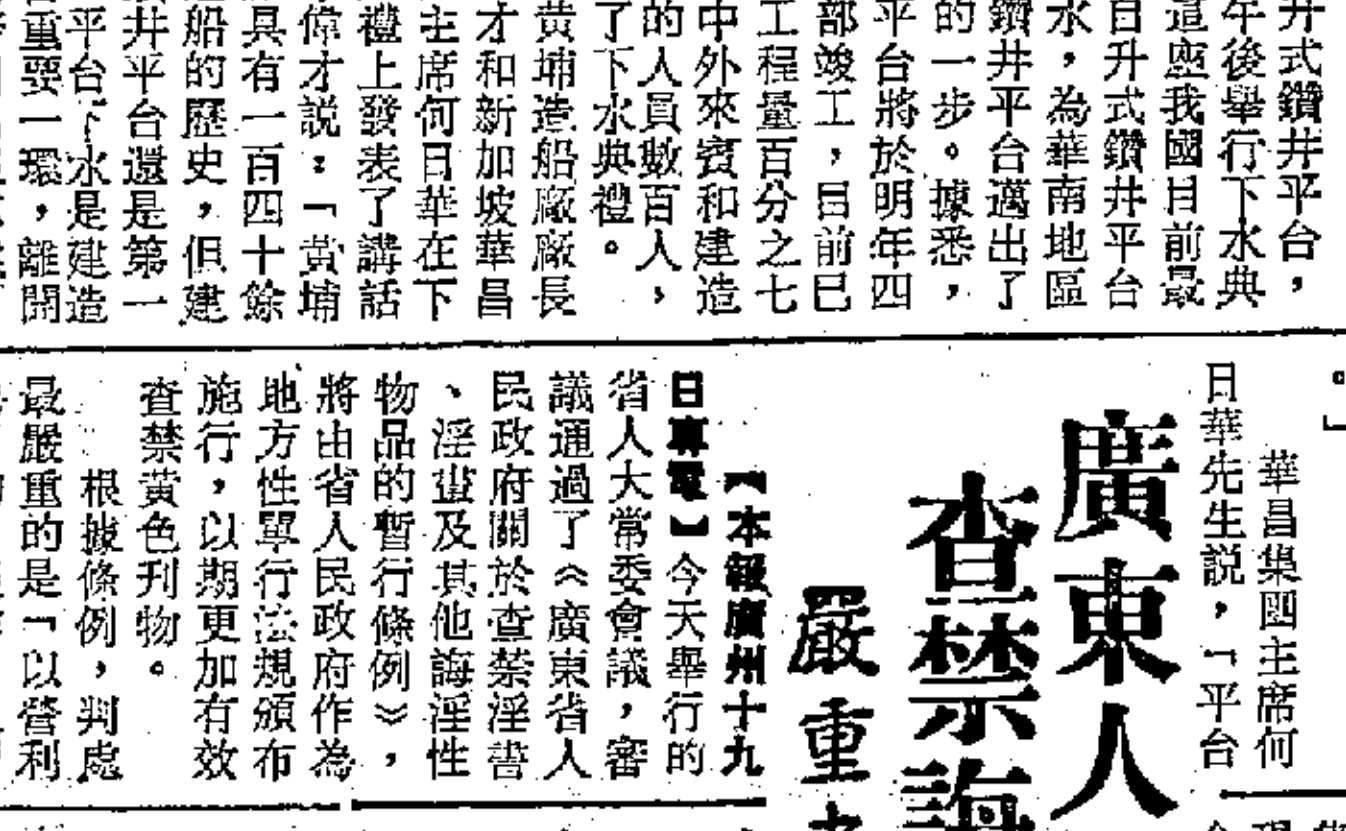 升式鑽井平台，
午後舉行下水典
這座我國目前最
自升式鑽井平台
水，為華南地區
鑽井平台邁出了
的一步。據悉，
平台將於明年四
部竣工，目前已
工程量百分之七
中外來賓和建造
的人員數百人，
了下水典禮。
黃埔造船廠廠長
才和新加坡華昌
主席何日華在下
禮上發表了講話
偉才説：「黃埔
具有一百四十餘
船的歷史，但建
井平台還是第一
平台下水是建造
重要一環，離開
。」
華昌集團主席何
日華先生説，「平台
廣東人
查禁誨
嚴重
【本報廣州十九
日專電】今天舉行的
省人大常委會議，審
議通過了《廣東省人
民政府關於查禁淫書
、淫畫及其他誨淫性
物品的暫行條例》，
將由省人民政府作為
地方性單行法規頒布
施行，以期更加有效
查禁黃色刊物。
根據條例，判處
最嚴重的是「以營利